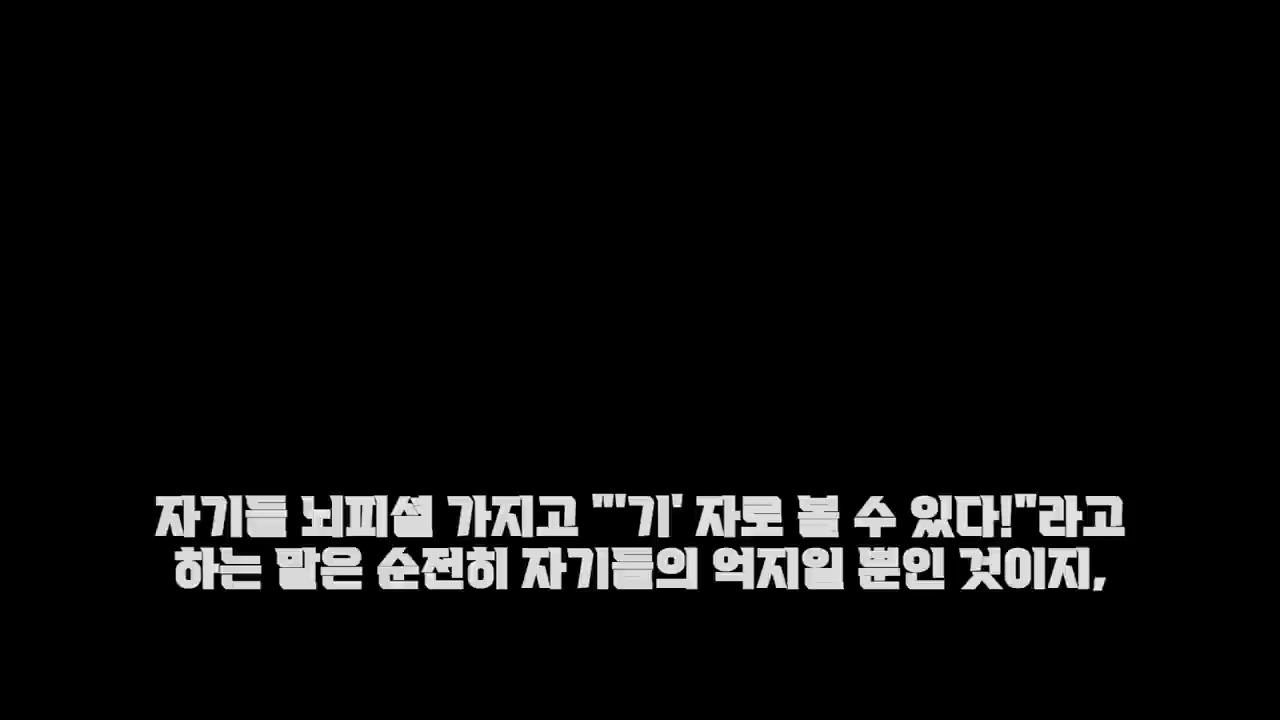 자기들 뇌피셜 가지고 "'기' 자로 볼 수 있다!"라고
하는 말은 순전히 자기들의 억지일 뿐인 것이지,